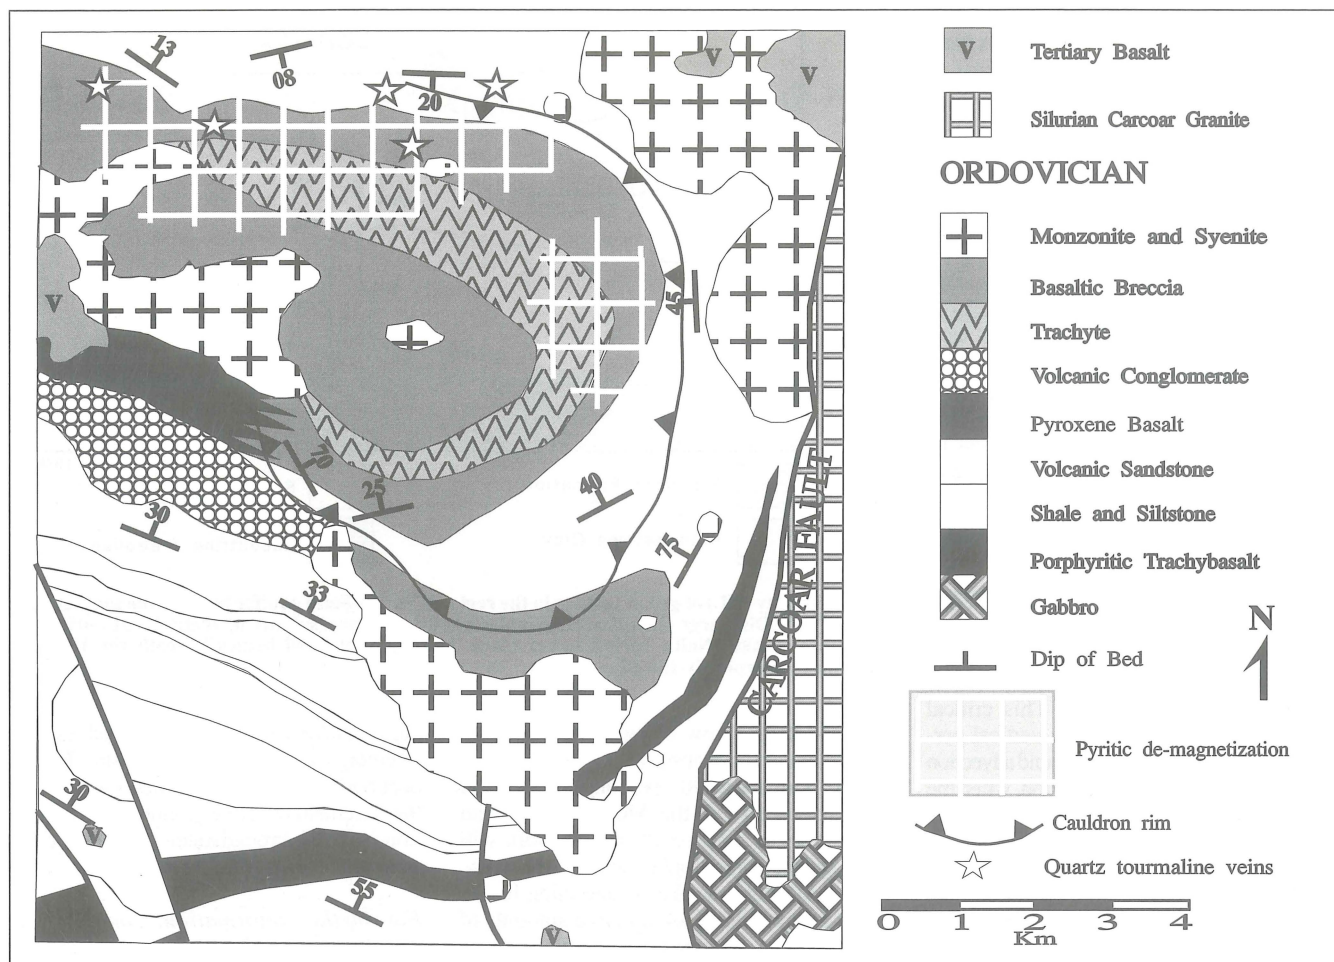 13
08
20
45
10
25
40
75
30
33
30
55
V
V
V
V
V
CARCOAR FAULT
V Tertiary Basalt
Silurian Carcoar Granite
ORDOVICIAN
Monzonite and Syenite
Basaltic Breccia
Trachyte
Volcanic Conglomerate
Pyroxene Basalt
Volcanic Sandstone
Shale and Siltstone
Porphyritic Trachybasalt
Gabbro
N
Dip of Bed
Pyritic de-magnetization
Cauldron rim
Quartz tourmaline veins
0 1 2 3 4
Km